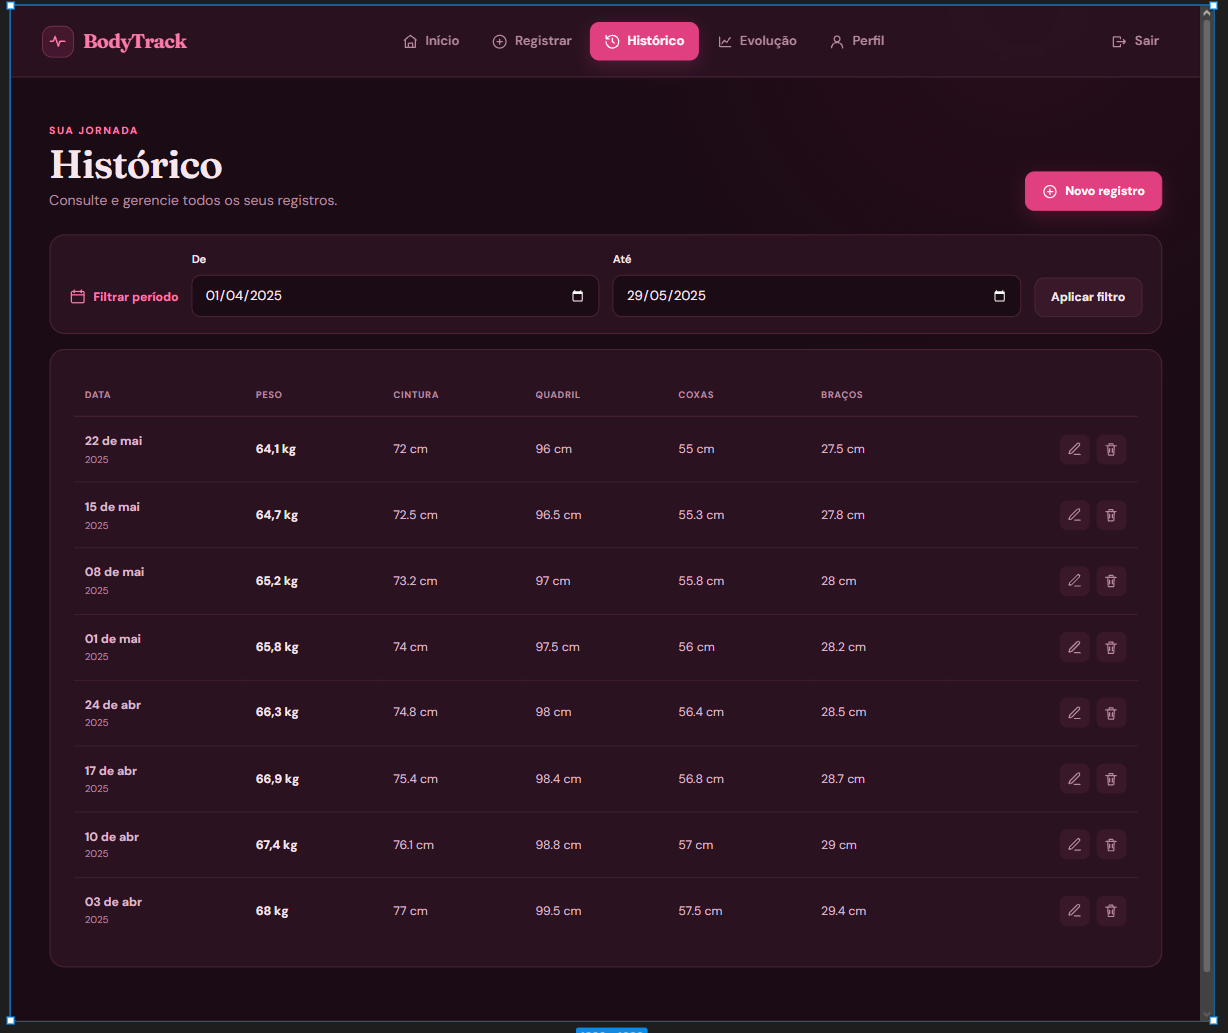 BodyTrack
Início
Registrar
Histórico
Evolução
Perfil
Sair
SUA JORNADA
Histórico
Consulte e gerencie todos os seus registros.
Novo registro
Filtrar período
De
01/04/2025
Até
29/05/2025
Aplicar filtro
DATA PESO CINTURA QUADRIL COXAS BRAÇOS
22 de mai
2025
64,1 kg 72 cm 96 cm 55 cm 27.5 cm
15 de mai
2025
64,7 kg 72.5 cm 96.5 cm 55.3 cm 27.8 cm
08 de mai
2025
65,2 kg 73.2 cm 97 cm 55.8 cm 28 cm
01 de mai
2025
65,8 kg 74 cm 97.5 cm 56 cm 28.2 cm
24 de abr
2025
66,3 kg 74.8 cm 98 cm 56.4 cm 28.5 cm
17 de abr
2025
66,9 kg 75.4 cm 98.4 cm 56.8 cm 28.7 cm
10 de abr
2025
67,4 kg 76.1 cm 98.8 cm 57 cm 29 cm
03 de abr
2025
68 kg 77 cm 99.5 cm 57.5 cm 29.4 cm